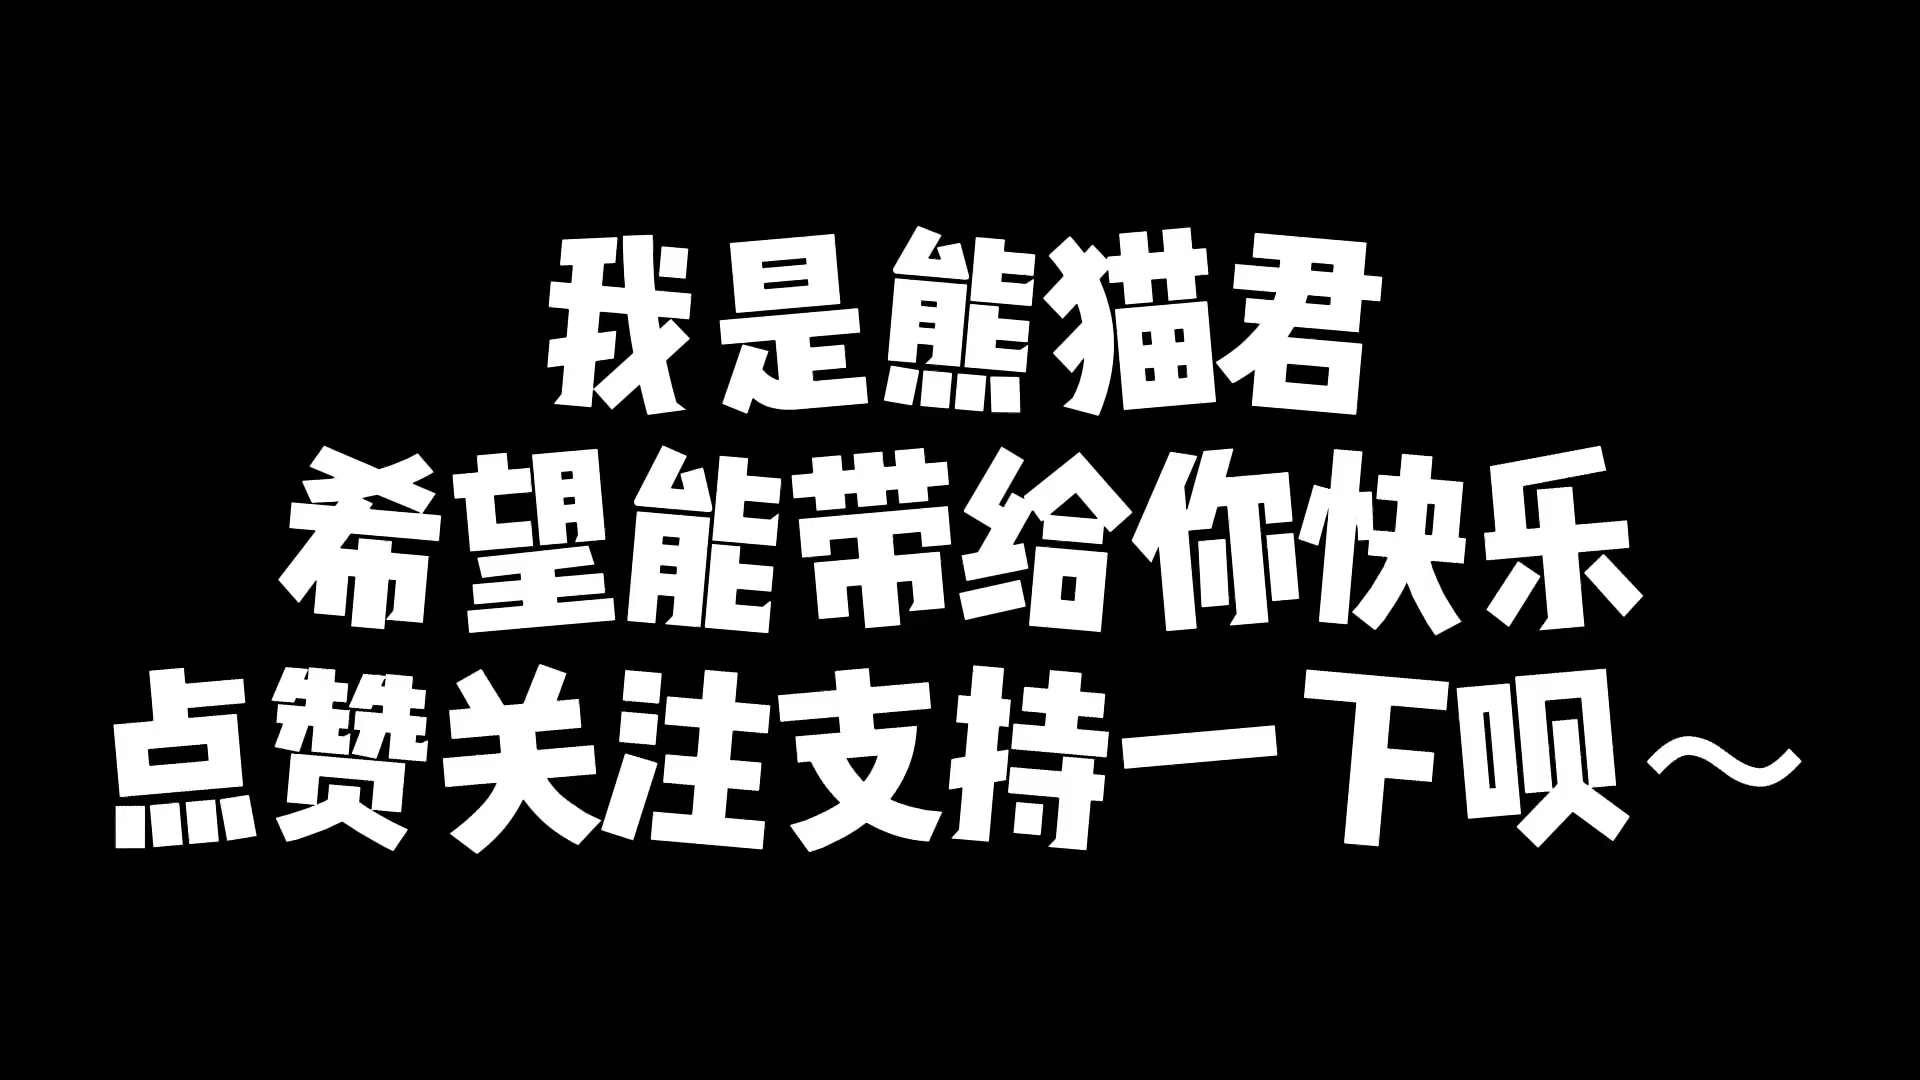 我是熊猫君
希望能带给你快乐
点赞关注支持一下呗～